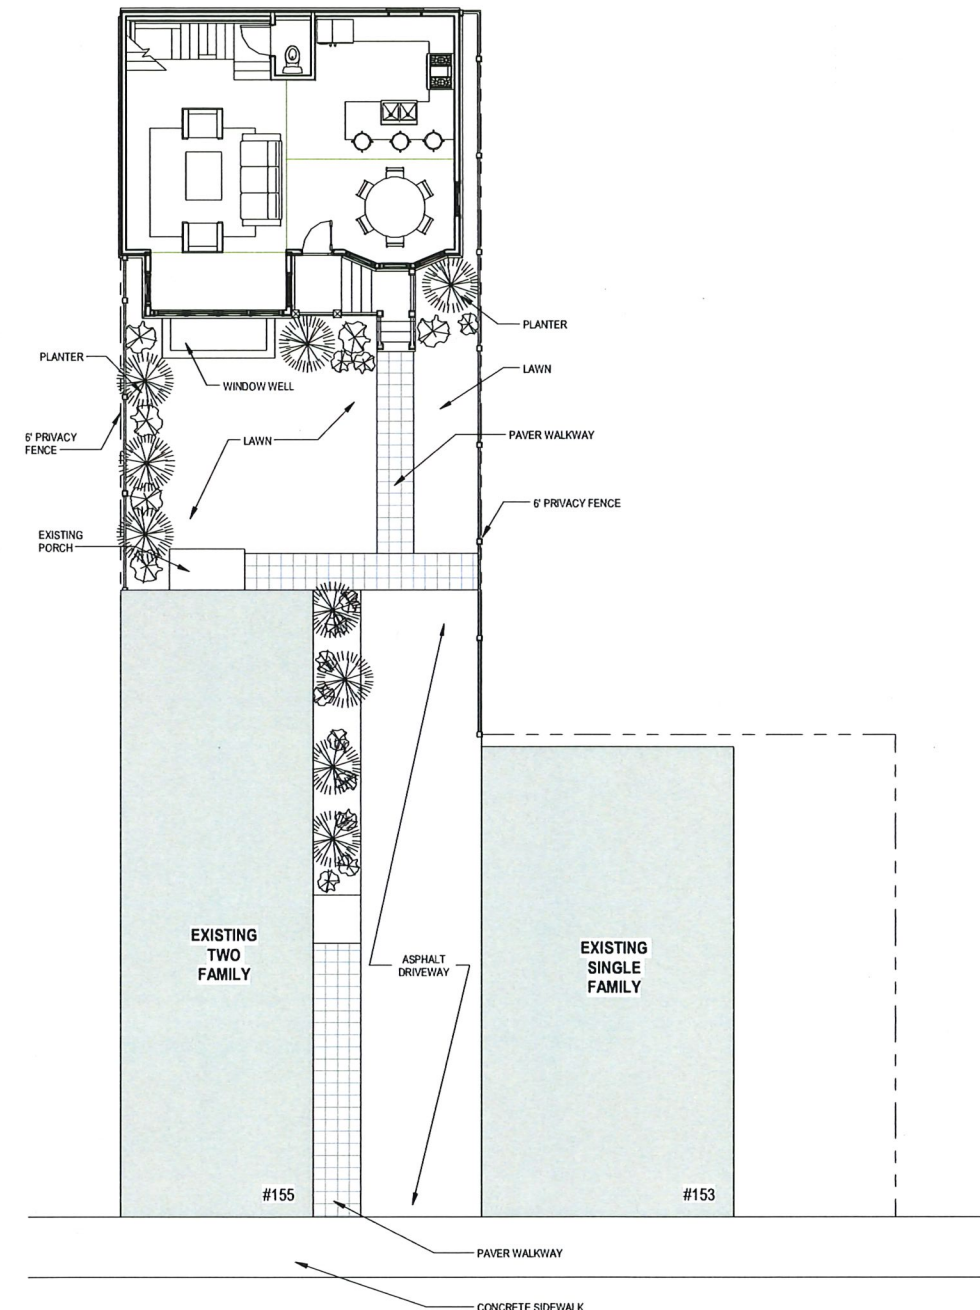 PLANTER
PLANTER
LAWN
WINDOW WELL
6' PRIVACY
FENCE
LAWN
PAVER WALKWAY
6' PRIVACY FENCE
EXISTING
PORCH
EXISTING
TWO
FAMILY
ASPHALT
DRIVEWAY
EXISTING
SINGLE
FAMILY
#155
#153
PAVER WALKWAY
CONCRETE SIDEWALK